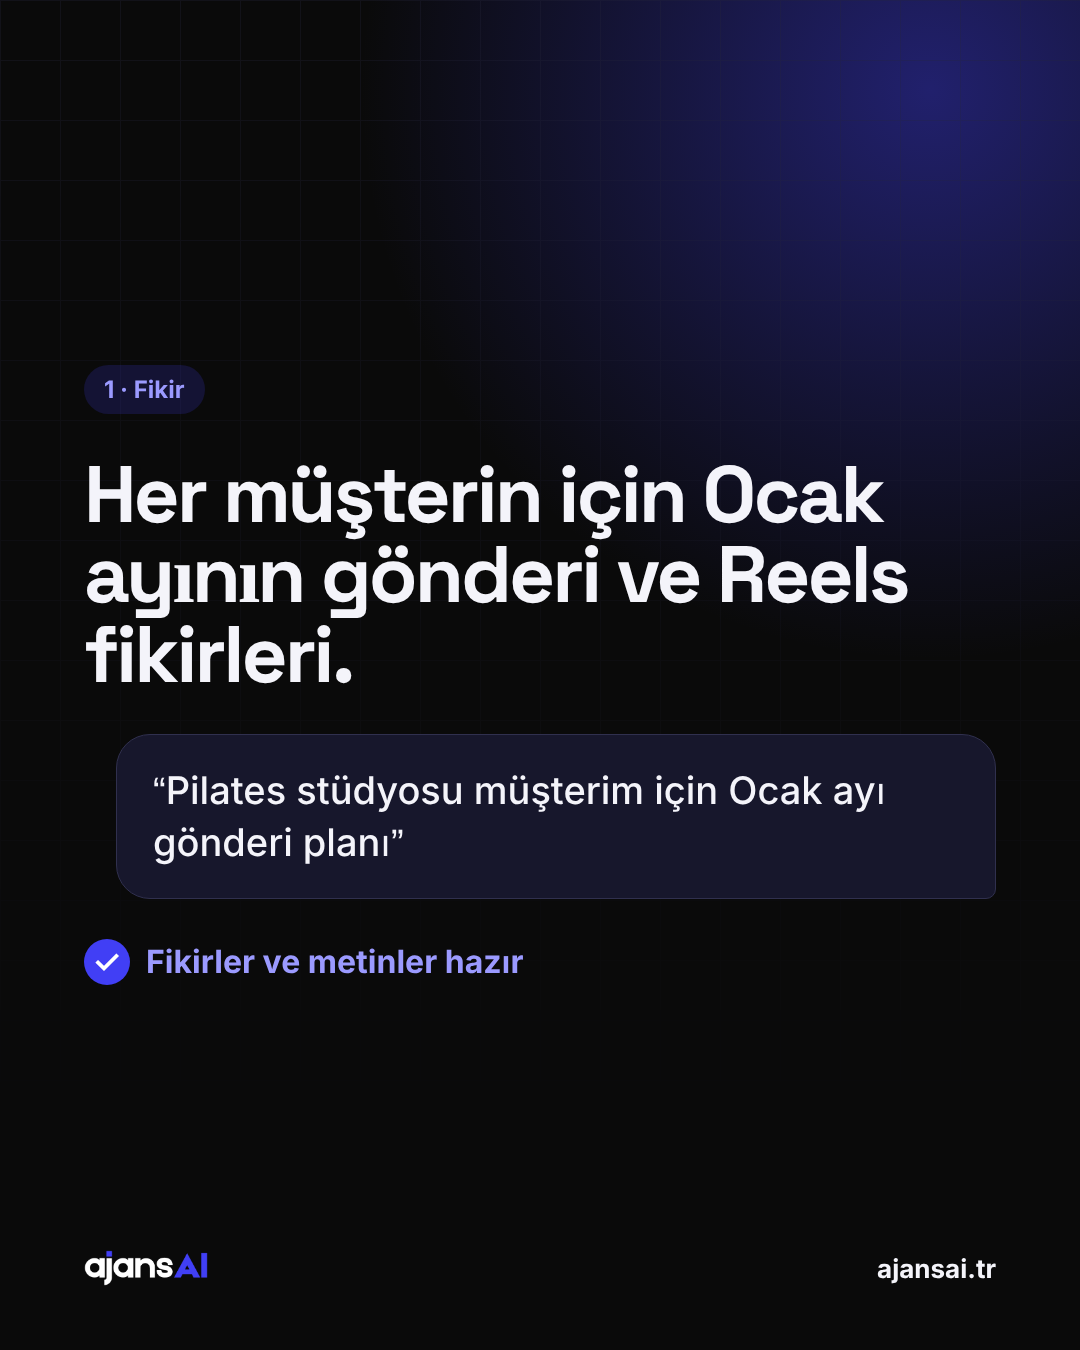 1 · Fikir
Her müşterin için Ocak
ayının gönderi ve Reels
fikirleri.
“Pilates stüdyosu müşterim için Ocak ayı
gönderi planı”
Fikirler ve metinler hazır
ajansAI
ajansai.tr